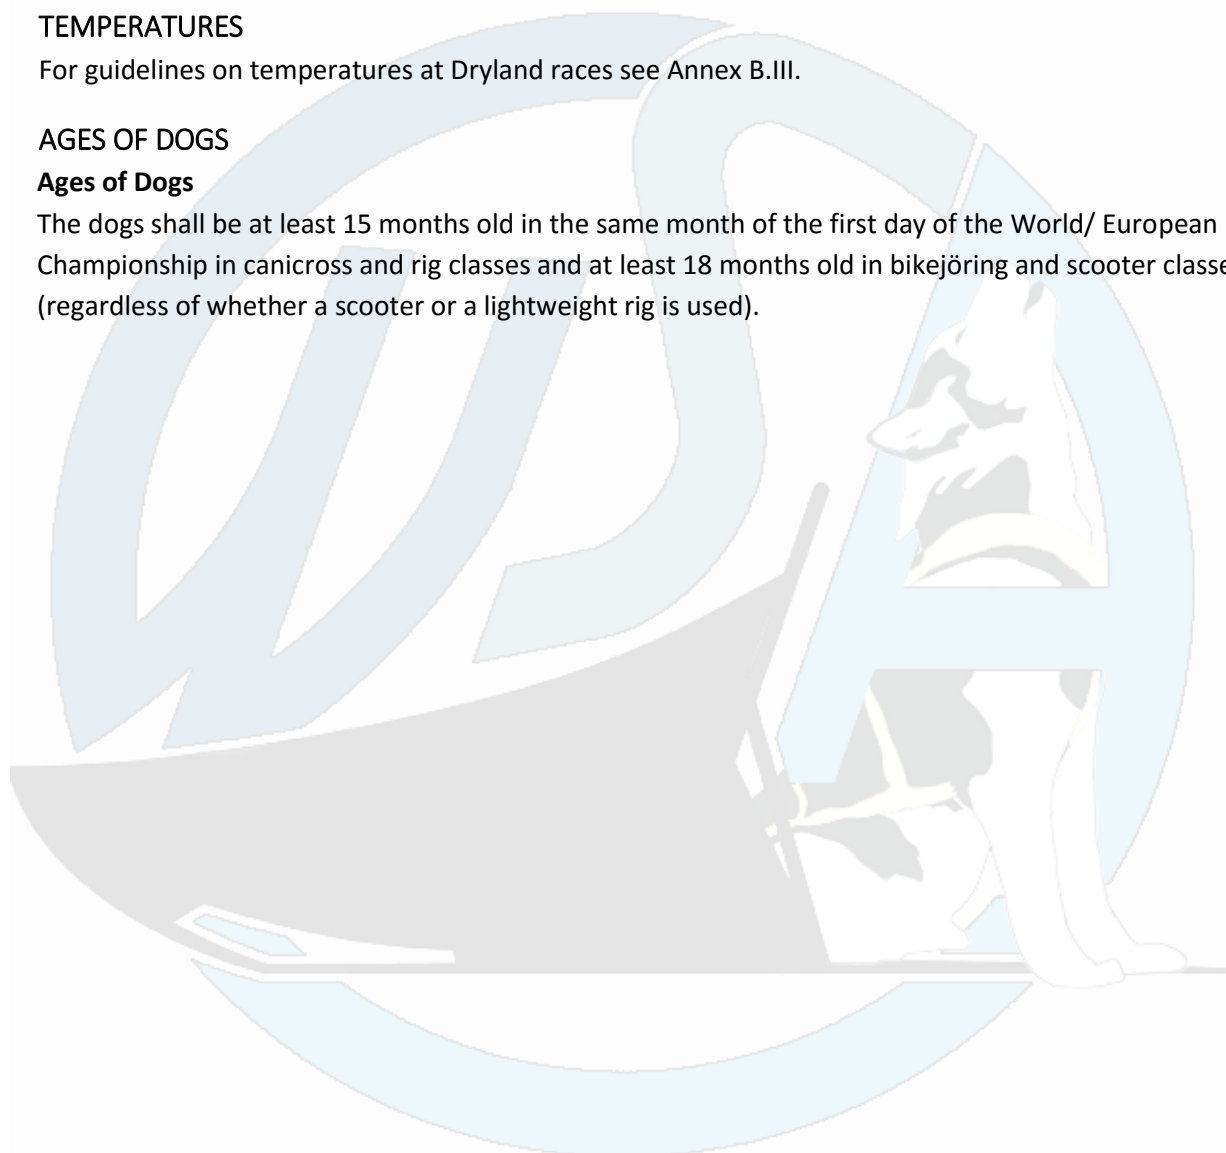 TEMPERATURES
For guidelines on temperatures at Dryland races see Annex B.III.
AGES OF DOGS
Ages of Dogs
The dogs shall be at least 15 months old in the same month of the first day of the World/ European
Championship in canicross and rig classes and at least 18 months old in bikejöring and scooter classe
(regardless of whether a scooter or a lightweight rig is used).
WSA